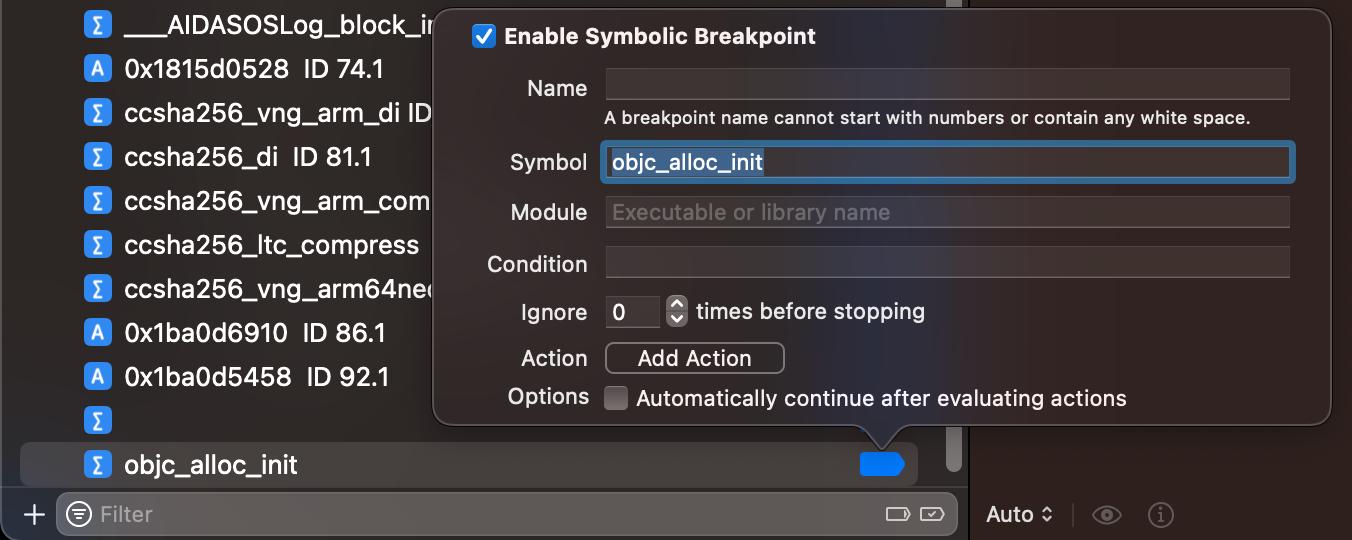 ___AIDASOSLog_block_in
0x1815d0528 ID 74.1
ccsha256_vng_arm_di ID
ccsha256_di ID 81.1
ccsha256_vng_arm_com
ccsha256_ltc_compress
ccsha256_vng_arm64neo
0x1ba0d6910 ID 86.1
0x1ba0d5458 ID 92.1
objc_alloc_init
Filter
Enable Symbolic Breakpoint
Name
A breakpoint name cannot start with numbers or contain any white space.
Symbol objc_alloc_init
Module Executable or library name
Condition
Ignore 0 times before stopping
Action Add Action
Options Automatically continue after evaluating actions
Auto